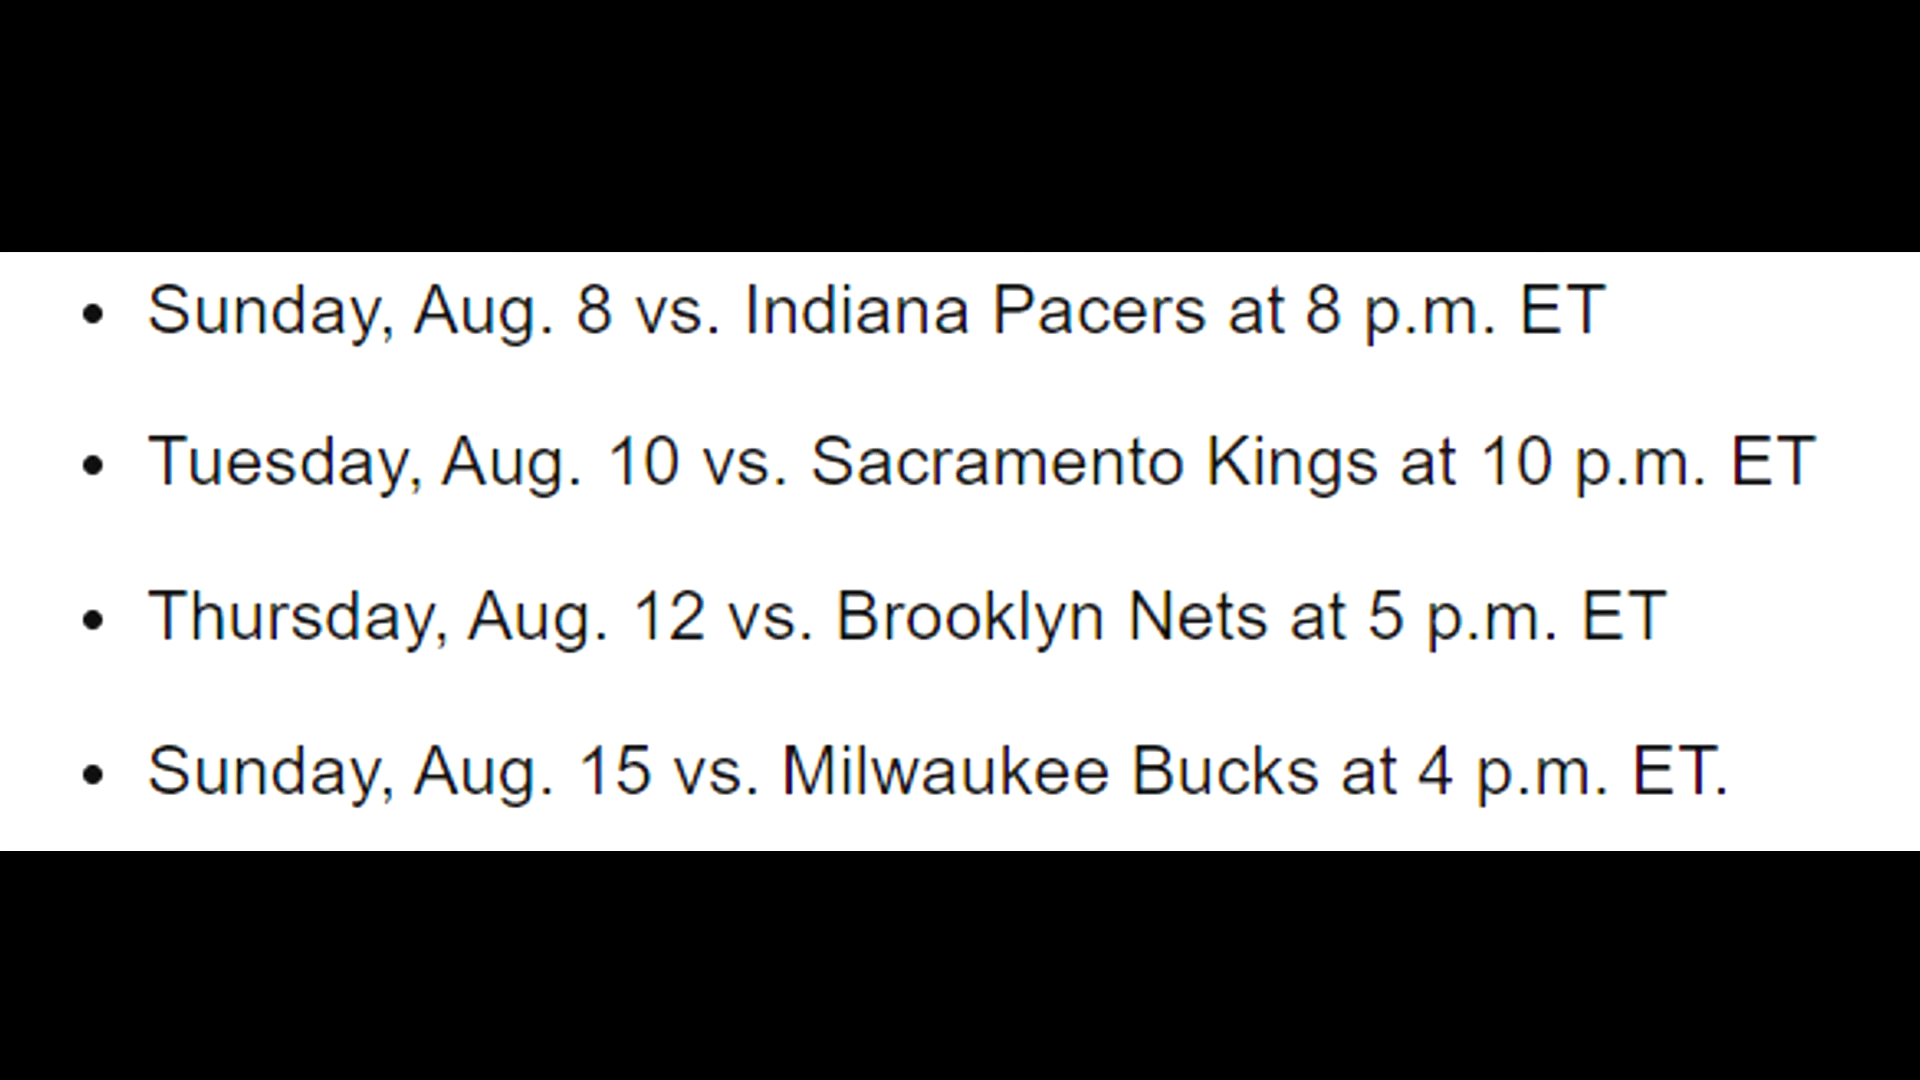 • Sunday, Aug. 8 vs. Indiana Pacers at 8 p.m. ET
• Tuesday, Aug. 10 vs. Sacramento Kings at 10 p.m. ET
• Thursday, Aug. 12 vs. Brooklyn Nets at 5 p.m. ET
• Sunday, Aug. 15 vs. Milwaukee Bucks at 4 p.m. ET.